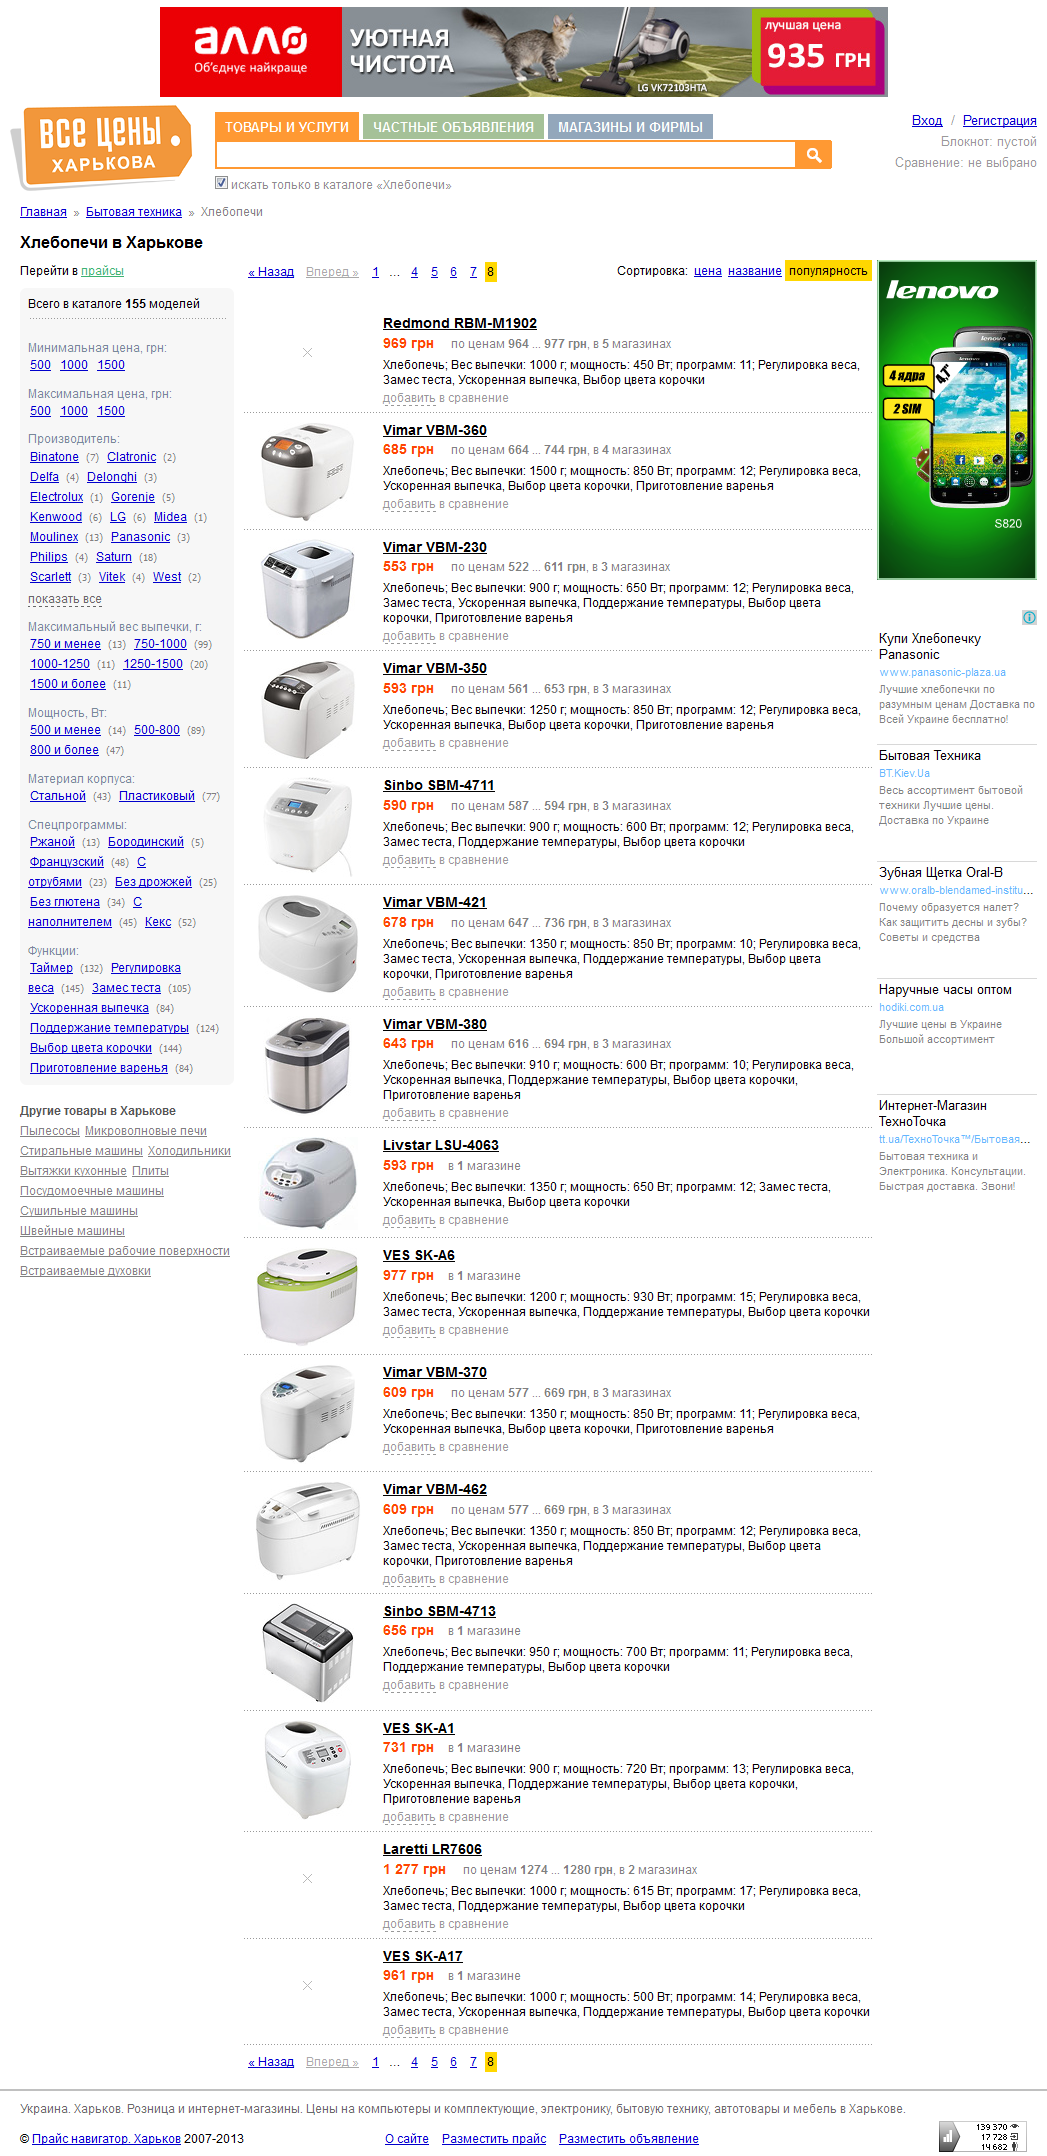 алло
Об'єднує найкраще
УЮТНАЯ
ЧИСТОТА
LG VK72103HTA
лучшая цена
935 ГРН
ВСЕ ЦЕНЫ
ХАРЬКОВА
ТОВАРЫ И УСЛУГИ ЧАСТНЫЕ ОБЪЯВЛЕНИЯ МАГАЗИНЫ И ФИРМЫ
искать только в каталоге «Хлебопечи»
Вход / Регистрация
Блокнот: пустой
Сравнение: не выбрано
Главная » Бытовая техника » Хлебопечи
Хлебопечи в Харькове
Перейти в прайсы
Всего в каталоге 155 моделей
Минимальная цена, грн:
500 1000 1500
Максимальная цена, грн:
500 1000 1500
Производитель:
Binatone (7) Clatronic (2)
Delfa (4) Delonghi (3)
Electrolux (1) Gorenje (5)
Kenwood (6) LG (6) Midea (1)
Moulinex (13) Panasonic (3)
Philips (4) Saturn (18)
Scarlett (3) Vitek (4) West (2)
показать все
Максимальный вес выпечки, г:
750 и менее (13) 750-1000 (99)
1000-1250 (11) 1250-1500 (20)
1500 и более (11)
Мощность, Вт:
500 и менее (14) 500-800 (89)
800 и более (47)
Материал корпуса:
Стальной (43) Пластиковый (77)
Спецпрограммы:
Ржаной (13) Бородинский (5)
Французский (48) С
отрубями (23) Без дрожжей (25)
Без глютена (34) С
наполнителем (45) Кекс (52)
Функции:
Таймер (132) Регулировка
веса (145) Замес теста (105)
Ускоренная выпечка (84)
Поддержание температуры (124)
Выбор цвета корочки (144)
Приготовление варенья (84)
Другие товары в Харькове
Пылесосы Микроволновые печи
Стиральные машины Холодильники
Вытяжки кухонные Плиты
Посудомоечные машины
Сушильные машины
Швейные машины
Встраиваемые рабочие поверхности
Встраиваемые духовки
« Назад Вперед » 1 ... 4 5 6 7 8
Сортировка: цена название популярность
Redmond RBM-M1902
969 грн по ценам 964 ... 977 грн, в 5 магазинах
Хлебопечь; Вес выпечки: 1000 г; мощность: 450 Вт; программ: 11; Регулировка веса,
Замес теста, Ускоренная выпечка, Выбор цвета корочки
добавить в сравнение
Vimar VBM-360
685 грн по ценам 664 ... 744 грн, в 4 магазинах
Хлебопечь; Вес выпечки: 1500 г; мощность: 850 Вт; программ: 12; Регулировка веса,
Ускоренная выпечка, Выбор цвета корочки, Приготовление варенья
добавить в сравнение
Vimar VBM-230
553 грн по ценам 522 ... 611 грн, в 3 магазинах
Хлебопечь; Вес выпечки: 900 г; мощность: 650 Вт; программ: 12; Регулировка веса,
Замес теста, Ускоренная выпечка, Поддержание температуры, Выбор цвета
корочки, Приготовление варенья
добавить в сравнение
Vimar VBM-350
593 грн по ценам 561 ... 653 грн, в 3 магазинах
Хлебопечь; Вес выпечки: 1250 г; мощность: 850 Вт; программ: 12; Регулировка веса,
Ускоренная выпечка, Выбор цвета корочки, Приготовление варенья
добавить в сравнение
Sinbo SBM-4711
590 грн по ценам 587 ... 594 грн, в 3 магазинах
Хлебопечь; Вес выпечки: 900 г; мощность: 600 Вт; программ: 12; Регулировка веса,
Замес теста, Поддержание температуры, Выбор цвета корочки
добавить в сравнение
Vimar VBM-421
678 грн по ценам 647 ... 736 грн, в 3 магазинах
Хлебопечь; Вес выпечки: 1350 г; мощность: 850 Вт; программ: 10; Регулировка веса,
Замес теста, Ускоренная выпечка, Поддержание температуры, Выбор цвета
корочки, Приготовление варенья
добавить в сравнение
Vimar VBM-380
643 грн по ценам 616 ... 694 грн, в 3 магазинах
Хлебопечь; Вес выпечки: 910 г; мощность: 600 Вт; программ: 10; Регулировка веса,
Ускоренная выпечка, Поддержание температуры, Выбор цвета корочки,
Приготовление варенья
добавить в сравнение
Livstar LSU-4063
593 грн в 1 магазине
Хлебопечь; Вес выпечки: 1350 г; мощность: 650 Вт; программ: 12; Замес теста,
Ускоренная выпечка, Выбор цвета корочки
добавить в сравнение
VES SK-A6
977 грн в 1 магазине
Хлебопечь; Вес выпечки: 1200 г; мощность: 930 Вт; программ: 15; Регулировка веса,
Замес теста, Ускоренная выпечка, Поддержание температуры, Выбор цвета корочки
добавить в сравнение
Vimar VBM-370
609 грн по ценам 577 ... 669 грн, в 3 магазинах
Хлебопечь; Вес выпечки: 1350 г; мощность: 850 Вт; программ: 11; Регулировка веса,
Ускоренная выпечка, Выбор цвета корочки, Приготовление варенья
добавить в сравнение
Vimar VBM-462
609 грн по ценам 577 ... 669 грн, в 3 магазинах
Хлебопечь; Вес выпечки: 1350 г; мощность: 850 Вт; программ: 12; Регулировка веса,
Замес теста, Ускоренная выпечка, Поддержание температуры, Выбор цвета
корочки, Приготовление варенья
добавить в сравнение
Sinbo SBM-4713
656 грн в 1 магазине
Хлебопечь; Вес выпечки: 950 г; мощность: 700 Вт; программ: 11; Регулировка веса,
Поддержание температуры, Выбор цвета корочки
добавить в сравнение
VES SK-A1
731 грн в 1 магазине
Хлебопечь; Вес выпечки: 900 г; мощность: 720 Вт; программ: 13; Регулировка веса,
Ускоренная выпечка, Поддержание температуры, Выбор цвета корочки,
Приготовление варенья
добавить в сравнение
Laretti LR7606
1 277 грн по ценам 1274 ... 1280 грн, в 2 магазинах
Хлебопечь; Вес выпечки: 1000 г; мощность: 615 Вт; программ: 17; Регулировка веса,
Замес теста, Поддержание температуры, Выбор цвета корочки
добавить в сравнение
VES SK-A17
961 грн в 1 магазине
Хлебопечь; Вес выпечки: 1000 г; мощность: 500 Вт; программ: 14; Регулировка веса,
Замес теста, Ускоренная выпечка, Поддержание температуры, Выбор цвета корочки
добавить в сравнение
« Назад Вперед » 1 ... 4 5 6 7 8
lenovo
lenovo
4 ядра
4,7"
2 SIM
S820
Купи Хлебопечку
Panasonic
www.panasonic-plaza.ua
Лучшие хлебопечки по
разумным ценам Доставка по
Всей Украине бесплатно!
Бытовая Техника
BT.Kiev.Ua
Весь ассортимент бытовой
техники Лучшие цены.
Доставка по Украине
Зубная Щетка Oral-B
www.oralb-blendamed-institu...
Почему образуется налет?
Как защитить десны и зубы?
Советы и средства
Наручные часы оптом
hodiki.com.ua
Лучшие цены в Украине
Большой ассортимент
Интернет-Магазин
ТехноТочка
tt.ua/ТехноТочка™/Бытовая...
Бытовая техника и
Электроника. Консультации.
Быстрая доставка. Звони!
Украина. Харьков. Розница и интернет-магазины. Цены на компьютеры и комплектующие, электронику, бытовую технику, автотовары и мебель в Харькове.
© Прайс навигатор. Харьков 2007-2013
О сайте Разместить прайс Разместить объявление
139 370
17 728
14 682